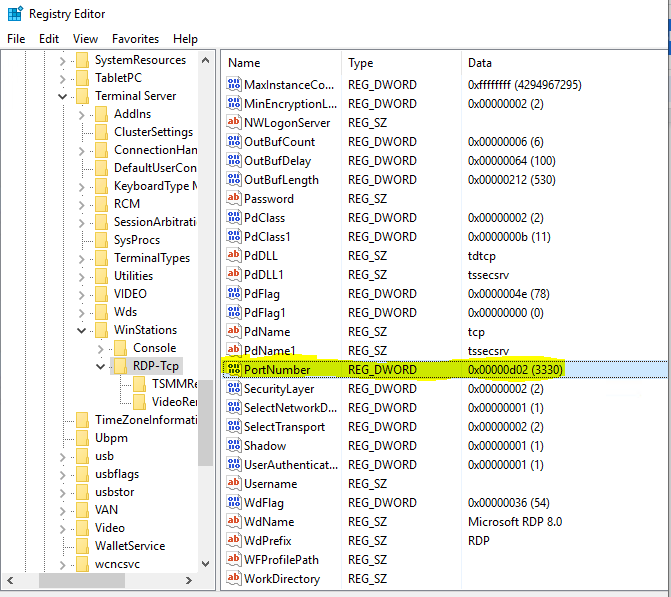 Registry Editor
File Edit View Favorites Help
SystemResources
TabletPC
Terminal Server
AddIns
ClusterSettings
ConnectionHan
DefaultUserCon
KeyboardType M
RCM
SessionArbitrati
SysProcs
TerminalTypes
Utilities
VIDEO
Wds
WinStations
Console
RDP-Tcp
TSMMRe
VideoRer
TimeZoneInformati
Ubpm
usb
usbflags
usbstor
VAN
Video
WalletService
wcncsvc
Name Type Data
MaxInstanceCo... REG_DWORD 0xffffffff (4294967295)
MinEncryptionL... REG_DWORD 0x00000002 (2)
NWLogonServer REG_SZ
OutBufCount REG_DWORD 0x00000006 (6)
OutBufDelay REG_DWORD 0x00000064 (100)
OutBufLength REG_DWORD 0x00000212 (530)
Password REG_SZ
PdClass REG_DWORD 0x00000002 (2)
PdClass1 REG_DWORD 0x0000000b (11)
PdDLL REG_SZ tdtcp
PdDLL1 REG_SZ tssecsrv
PdFlag REG_DWORD 0x0000004e (78)
PdFlag1 REG_DWORD 0x00000000 (0)
PdName REG_SZ tcp
PdName1 REG_SZ tssecsrv
PortNumber REG_DWORD 0x00000d02 (3330)
SecurityLayer REG_DWORD 0x00000002 (2)
SelectNetworkD... REG_DWORD 0x00000001 (1)
SelectTransport REG_DWORD 0x00000002 (2)
Shadow REG_DWORD 0x00000001 (1)
UserAuthenticat... REG_DWORD 0x00000001 (1)
Username REG_SZ
WdFlag REG_DWORD 0x00000036 (54)
WdName REG_SZ Microsoft RDP 8.0
WdPrefix REG_SZ RDP
WFProfilePath REG_SZ
WorkDirectory REG_SZ